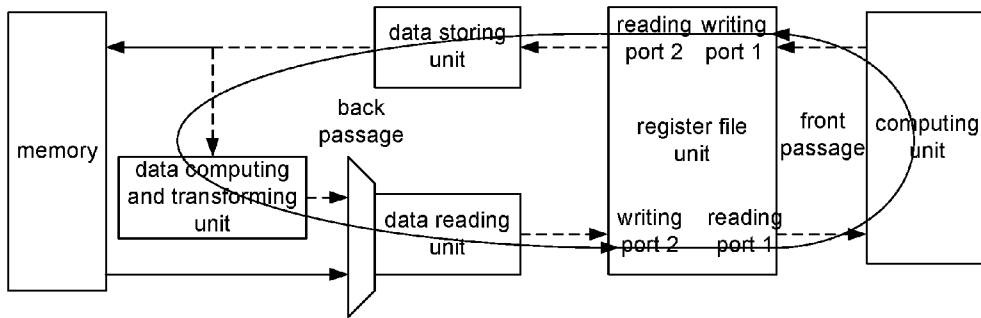 data storing
unit
reading
port 2
writing
port 1
back
passage
memory
register file
unit
front
passage
computing
unit
data computing
and transforming
unit
data reading
unit
writing
port 2
reading
port 1